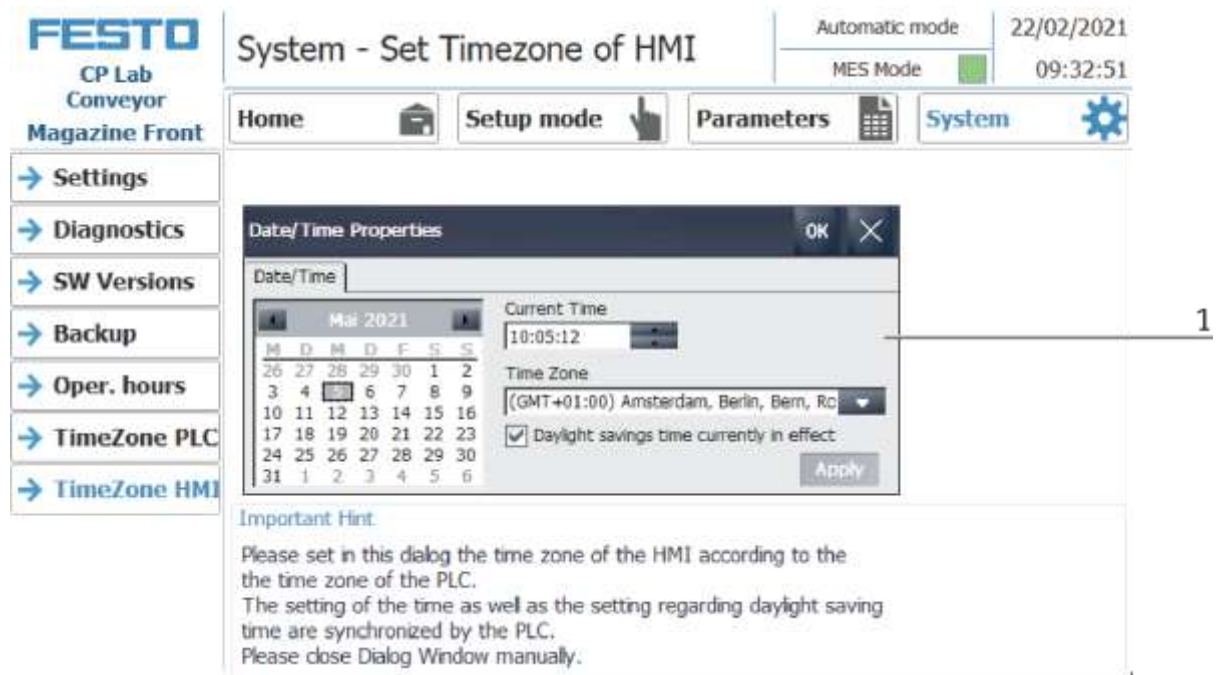 FESTO
CP Lab
Conveyor
Magazine Front
System - Set Timezone of HMI
Automatic mode
MES Mode
22/02/2021
09:32:51
Home
Setup mode
Parameters
System
Settings
Diagnostics
SW Versions
Backup
Oper. hours
TimeZone PLC
TimeZone HMI
Date/Time Properties
OK
Date/Time
Mai 2021
M D M D F S S
26 27 28 29 30 1 2
3 4 5 6 7 8 9
10 11 12 13 14 15 16
17 18 19 20 21 22 23
24 25 26 27 28 29 30
31 1 2 3 4 5 6
Current Time
10:05:12
Time Zone
(GMT+01:00) Amsterdam, Berlin, Bern, Ro
Daylight savings time currently in effect
Apply
1
Important Hint
Please set in this dialog the time zone of the HMI according to the
the time zone of the PLC.
The setting of the time as well as the setting regarding daylight saving
time are synchronized by the PLC.
Please close Dialog Window manually.